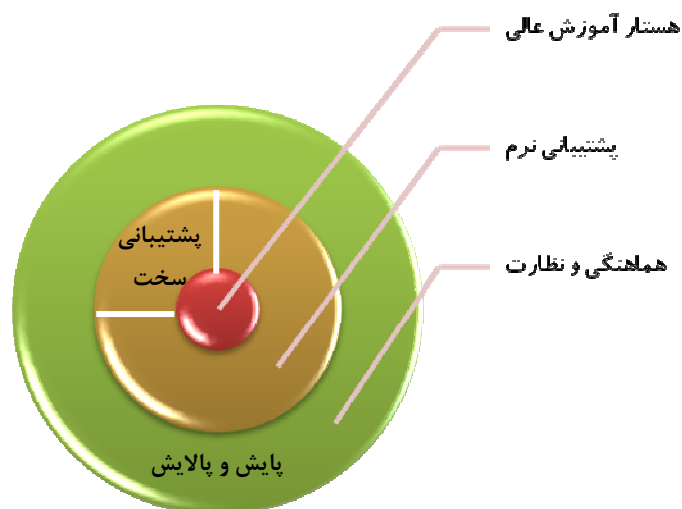 هستار آموزش عالی
پشتیبانی نرم
پشتیبانی
سخت
هماهنگی و نظارت
پایش و پالایش